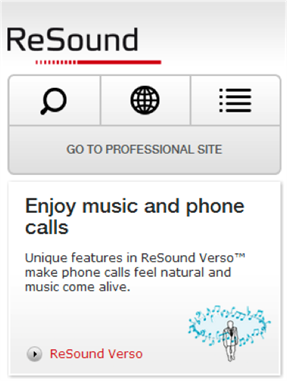 ReSound
GO TO PROFESSIONAL SITE
Enjoy music and phone
calls
Unique features in ReSound Verso™
make phone calls feel natural and
music come alive.
ReSound Verso